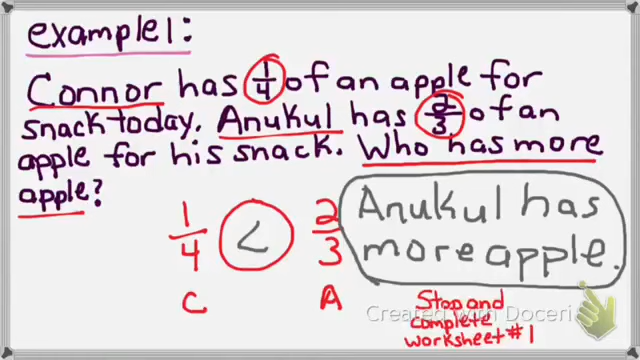 example 1:
Connor has 1/4 of an apple for
snack today. Anukul has 2/3 of an
apple for his snack. Who has more
apple?
1/4 < 2/3
C A
Anukul has
more apple.
Stop and
complete
worksheet #1
Created with Doceri